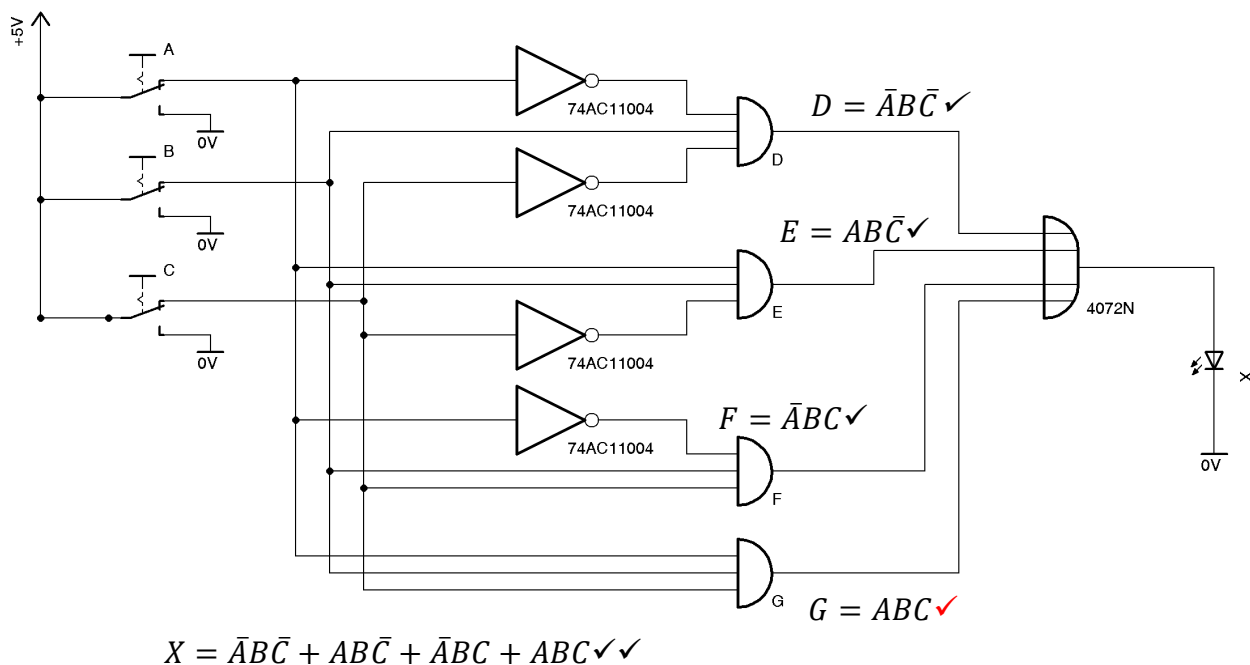 +5V
A
0V
B
0V
C
0V
74AC11004
74AC11004
D
D = ĀBC̄ ✓
E = ABC̄ ✓
E
74AC11004
74AC11004
F = ĀBC ✓
F
G
G = ABC ✓
4072N
X
0V
X = ĀBC̄ + ABC̄ + ĀBC + ABC ✓✓